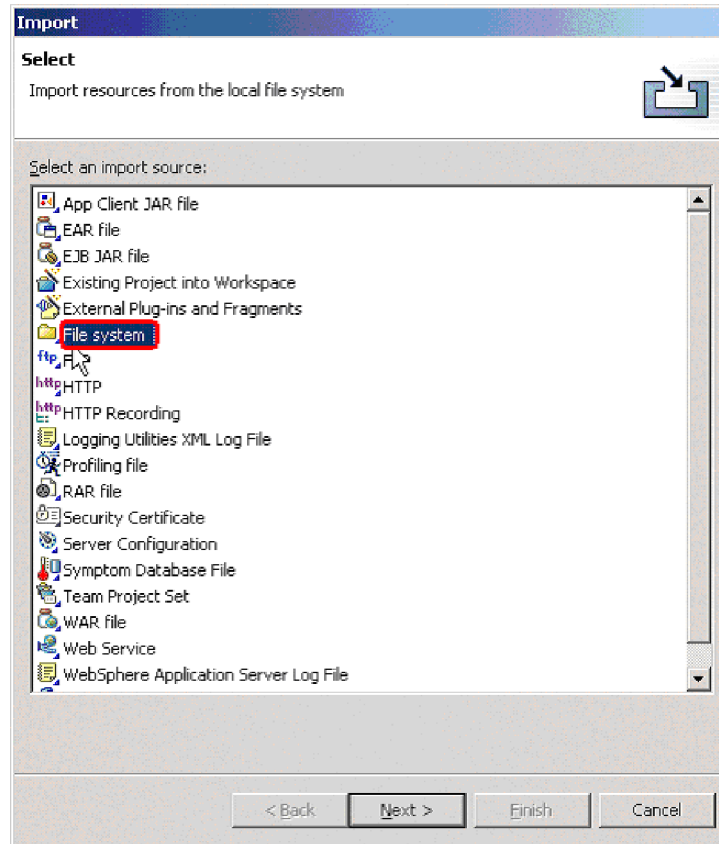 Import
Select
Import resources from the local file system
Select an import source:
App Client JAR file
EAR file
EJB JAR file
Existing Project into Workspace
External Plug-ins and Fragments
File system
ftp
http HTTP
http HTTP Recording
Logging Utilities XML Log File
Profiling file
RAR file
Security Certificate
Server Configuration
Symptom Database File
Team Project Set
WAR file
Web Service
WebSphere Application Server Log File
< Back Next > Finish Cancel